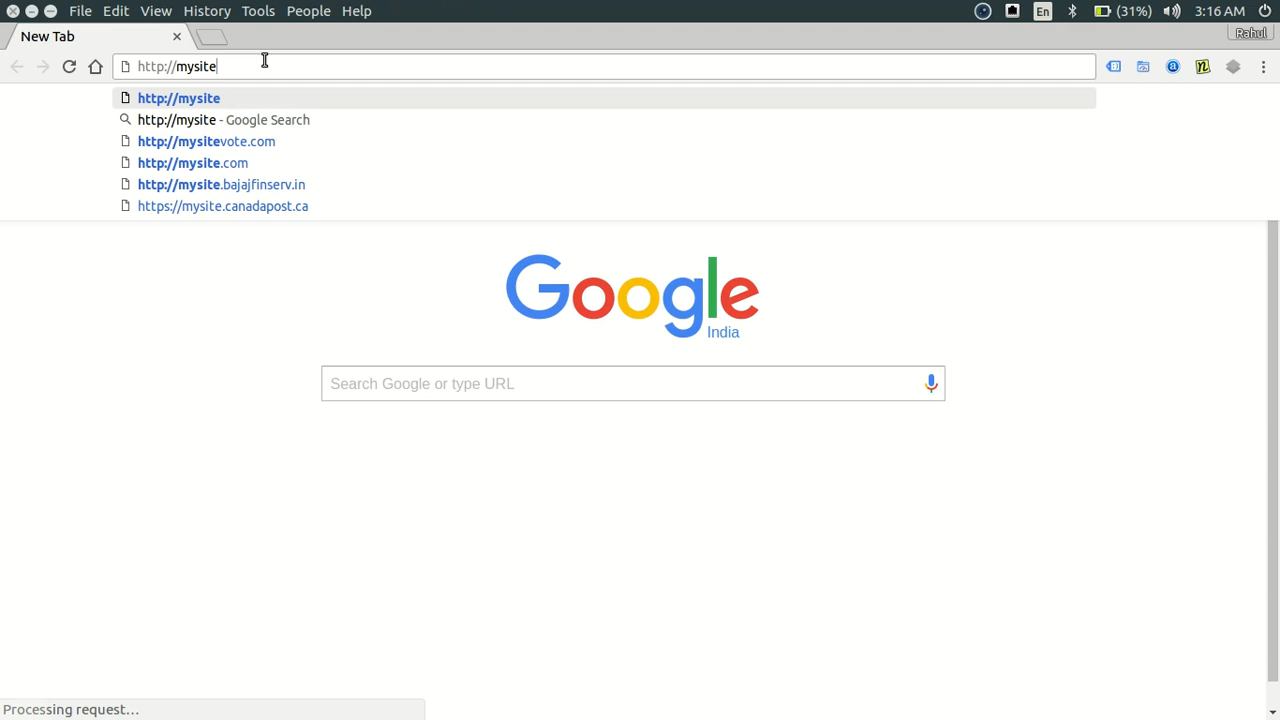 File Edit View History Tools People Help En (31%) 3:16 AM
New Tab Rahul
http://mysite
http://mysite
http://mysite - Google Search
http://mysitevote.com
http://mysite.com
http://mysite.bajajfinserv.in
https://mysite.canadapost.ca
Google
India
Search Google or type URL
Processing request...